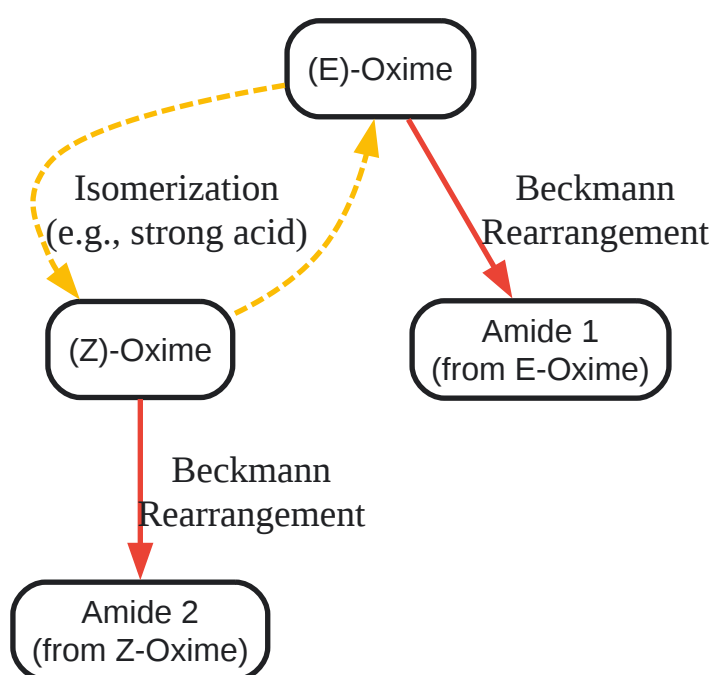 (E)-Oxime
Isomerization
(e.g., strong acid)
Beckmann
Rearrangement
(Z)-Oxime
Amide 1
(from E-Oxime)
Beckmann
Rearrangement
Amide 2
(from Z-Oxime)